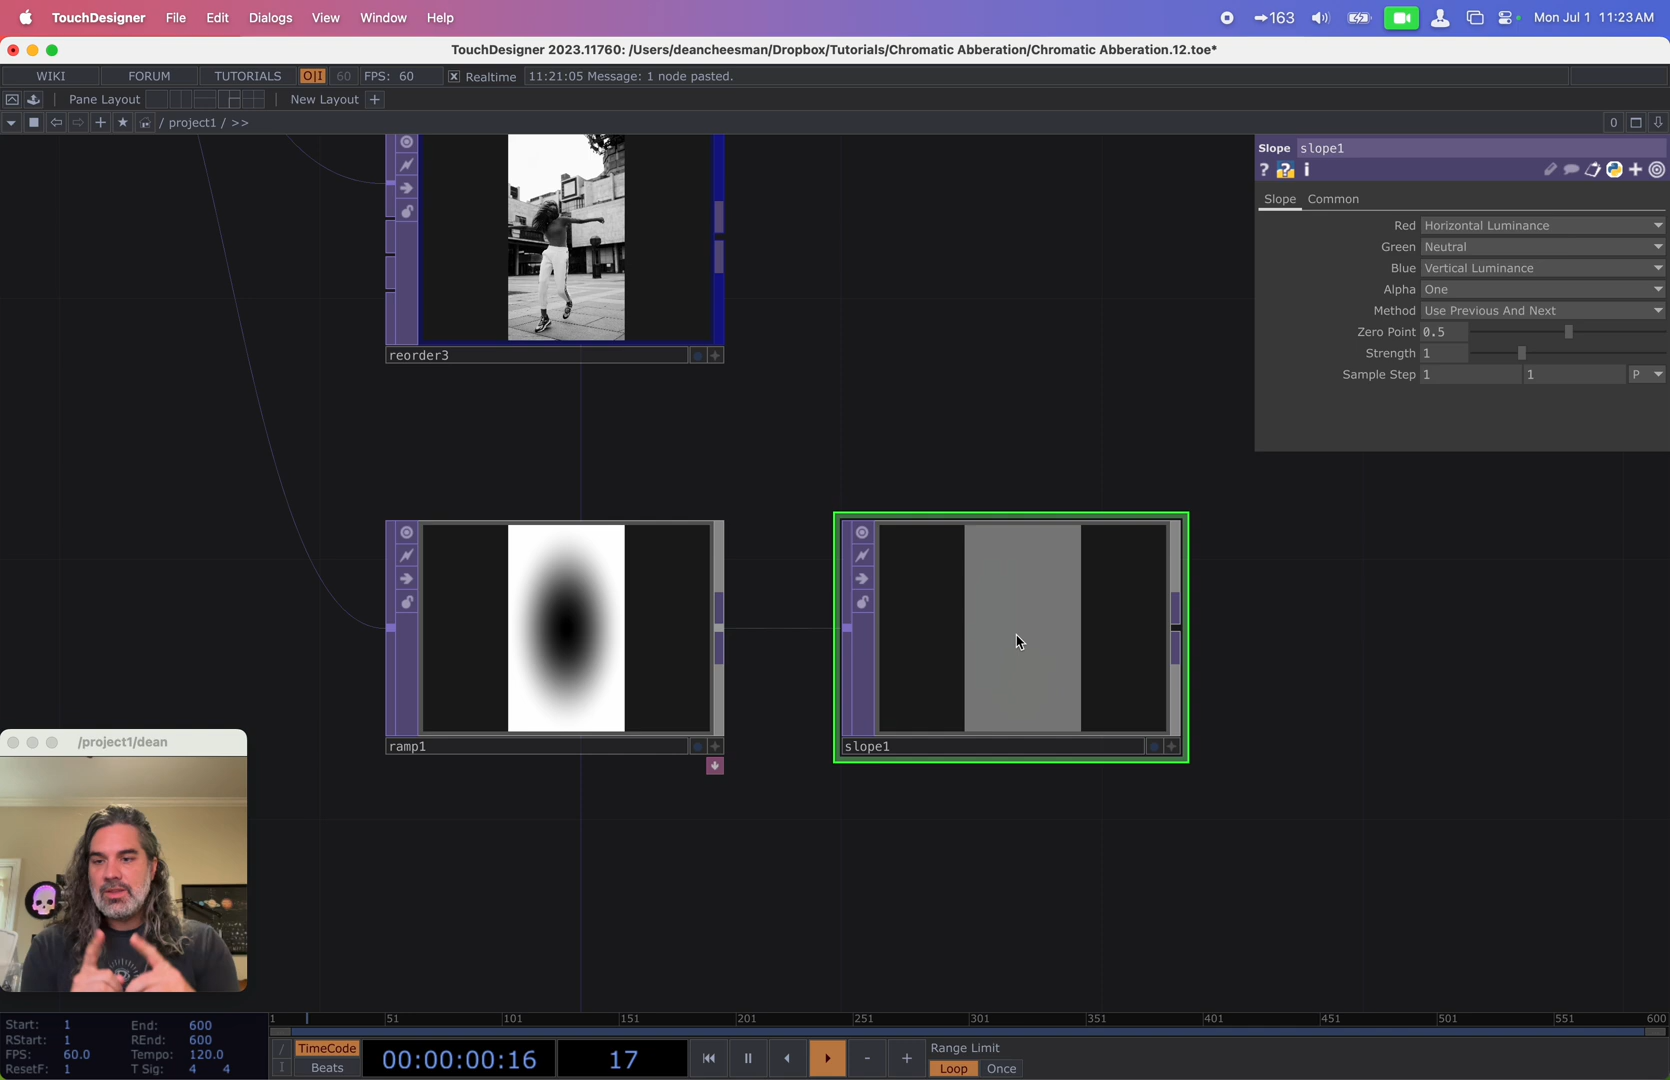 TouchDesigner File Edit Dialogs View Window Help 163 Mon Jul 1 11:23AM
TouchDesigner 2023.11760: /Users/deancheesman/Dropbox/Tutorials/Chromatic Abberation/Chromatic Abberation.12.toe*
WIKI FORUM TUTORIALS O|I 60 FPS: 60 Realtime 11:21:05 Message: 1 node pasted.
Pane Layout New Layout +
/ project1 / >> 0
Slope slope1
? ? i
Slope Common
Red Horizontal Luminance
Green Neutral
Blue Vertical Luminance
Alpha One
Method Use Previous And Next
Zero Point 0.5
Strength 1
Sample Step 1 1 P
reorder3
ramp1
slope1
/project1/dean
Start: 1 End: 600
RStart: 1 REnd: 600
FPS: 60.0 Tempo: 120.0
ResetF: 1 T Sig: 4 4
1 51 101 151 201 251 301 351 401 451 501 551 600
/ TimeCode 00:00:00:16 17 - + Range Limit
I Beats Loop Once